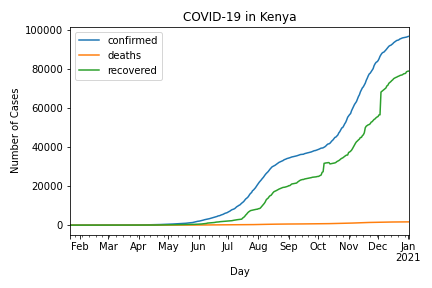 COVID-19 in Kenya
confirmed
deaths
recovered
Number of Cases
100000
80000
60000
40000
20000
0
Feb Mar Apr May Jun Jul Aug Sep Oct Nov Dec Jan
2021
Day